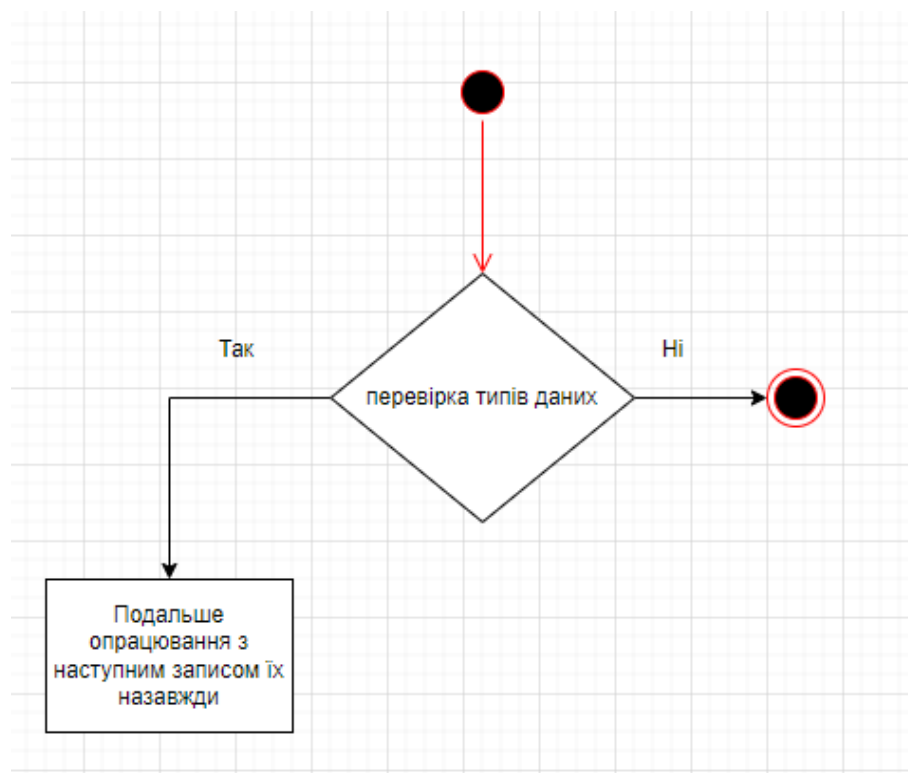 Так
Ні
перевірка типів даних
Подальше
опрацювання з
наступним записом їх
назавжди